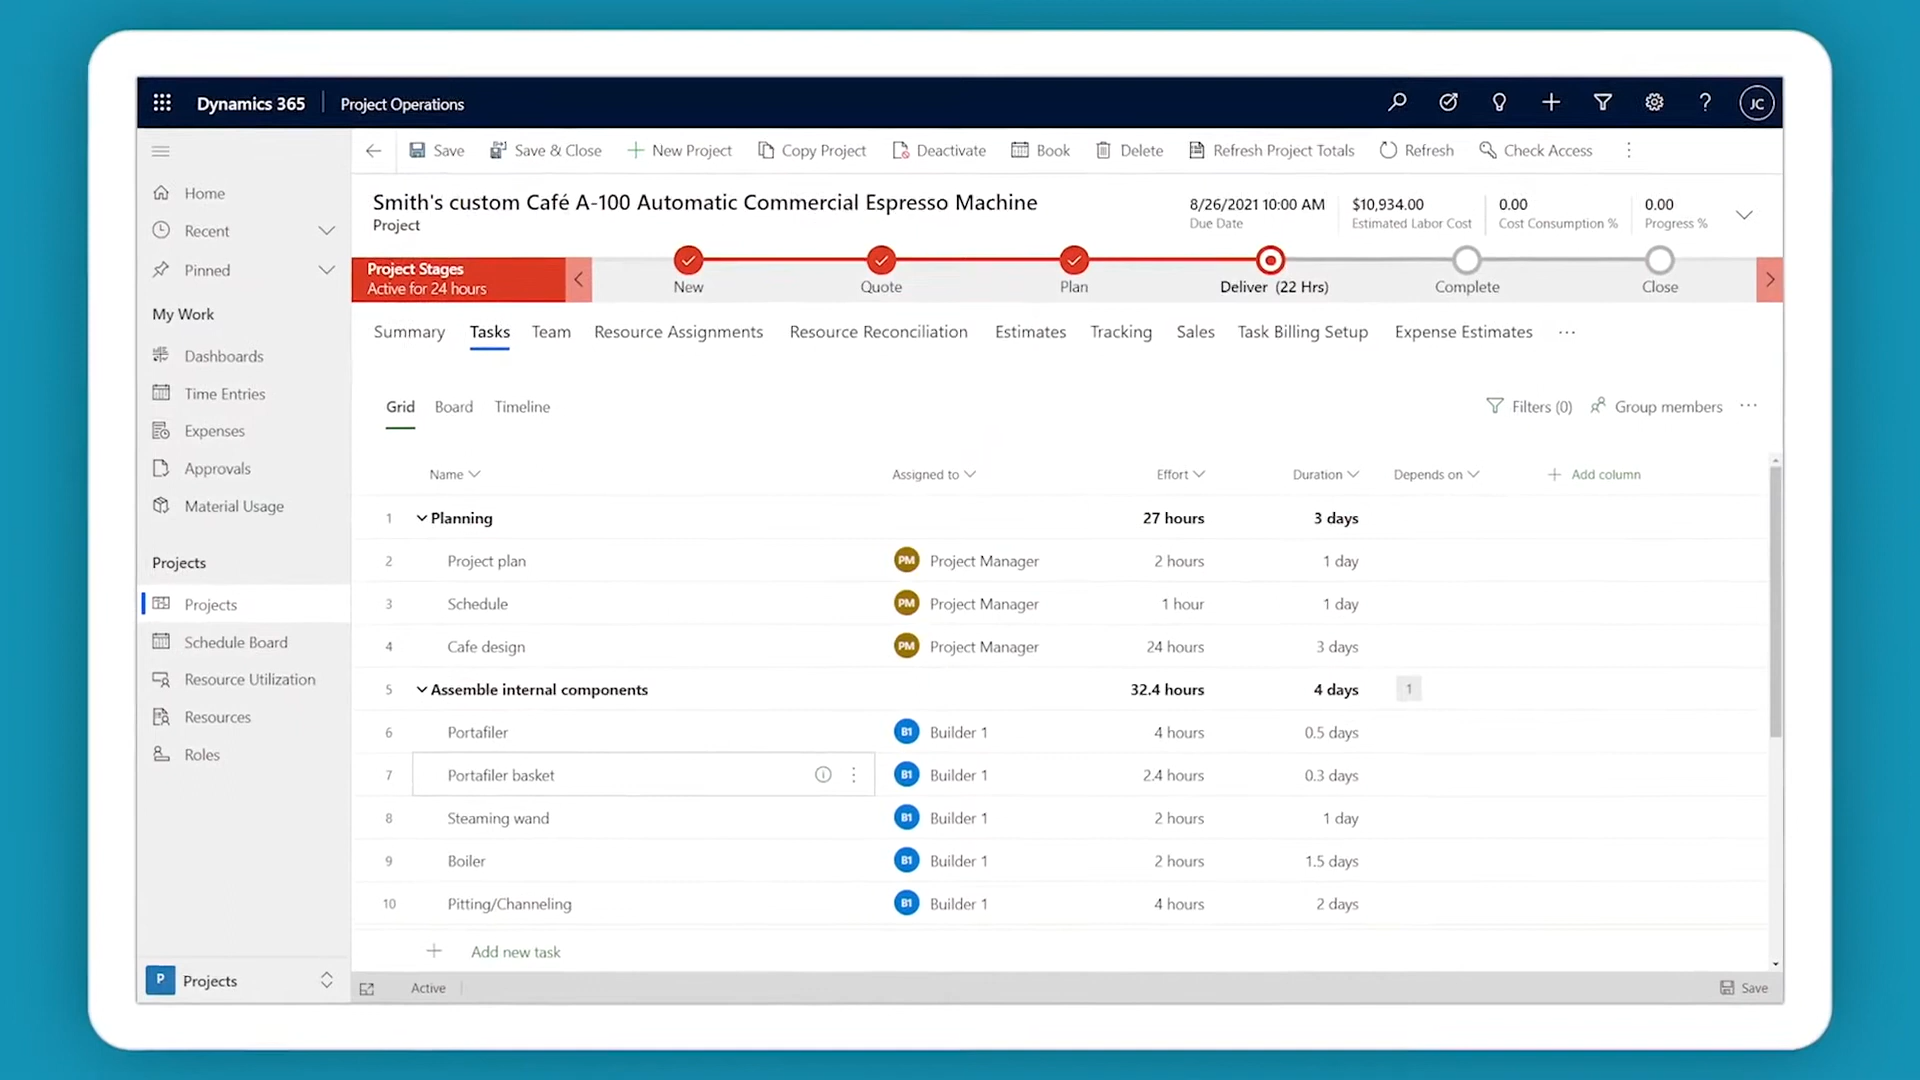 Dynamics 365 | Project Operations
JC
Save
Save & Close
New Project
Copy Project
Deactivate
Book
Delete
Refresh Project Totals
Refresh
Check Access
Home
Recent
Pinned
My Work
Dashboards
Time Entries
Expenses
Approvals
Material Usage
Projects
Projects
Schedule Board
Resource Utilization
Resources
Roles
P Projects
Smith's custom Café A-100 Automatic Commercial Espresso Machine
Project
8/26/2021 10:00 AM
Due Date
$10,934.00
Estimated Labor Cost
0.00
Cost Consumption %
0.00
Progress %
Project Stages
Active for 24 hours
New
Quote
Plan
Deliver (22 Hrs)
Complete
Close
Summary
Tasks
Team
Resource Assignments
Resource Reconciliation
Estimates
Tracking
Sales
Task Billing Setup
Expense Estimates
Grid
Board
Timeline
Filters (0)
Group members
Name Assigned to Effort Duration Depends on Add column
1 Planning 27 hours 3 days
2 Project plan PM Project Manager 2 hours 1 day
3 Schedule PM Project Manager 1 hour 1 day
4 Cafe design PM Project Manager 24 hours 3 days
5 Assemble internal components 32.4 hours 4 days 1
6 Portafiler B1 Builder 1 4 hours 0.5 days
7 Portafiler basket B1 Builder 1 2.4 hours 0.3 days
8 Steaming wand B1 Builder 1 2 hours 1 day
9 Boiler B1 Builder 1 2 hours 1.5 days
10 Pitting/Channeling B1 Builder 1 4 hours 2 days
Add new task
Active
Save